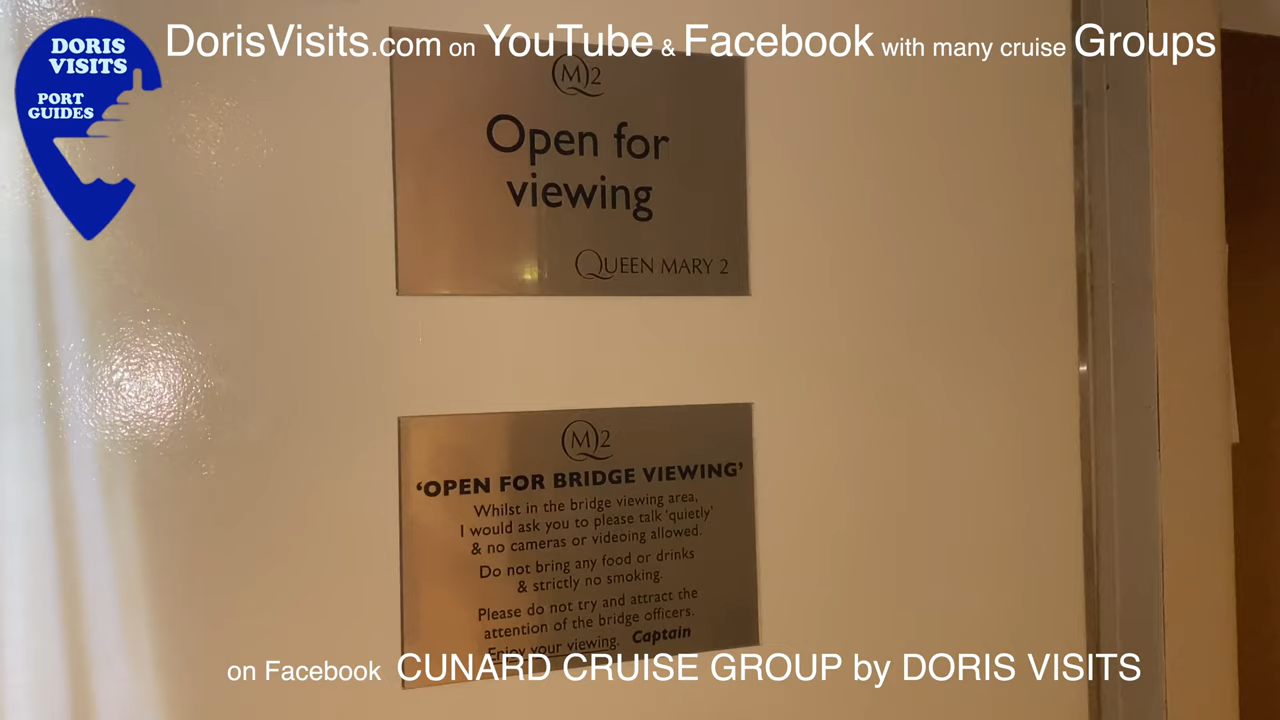 DORIS
VISITS
PORT
GUIDES
DorisVisits.com on YouTube & Facebook with many cruise Groups
QM2
Open for
viewing
QUEEN MARY 2
QM2
‘OPEN FOR BRIDGE VIEWING’
Whilst in the bridge viewing area,
I would ask you to please talk ‘quietly’
& no cameras or videoing allowed.
Do not bring any food or drinks
& strictly no smoking.
Please do not try and attract the
attention of the bridge officers.
Enjoy your viewing. Captain
on Facebook CUNARD CRUISE GROUP by DORIS VISITS